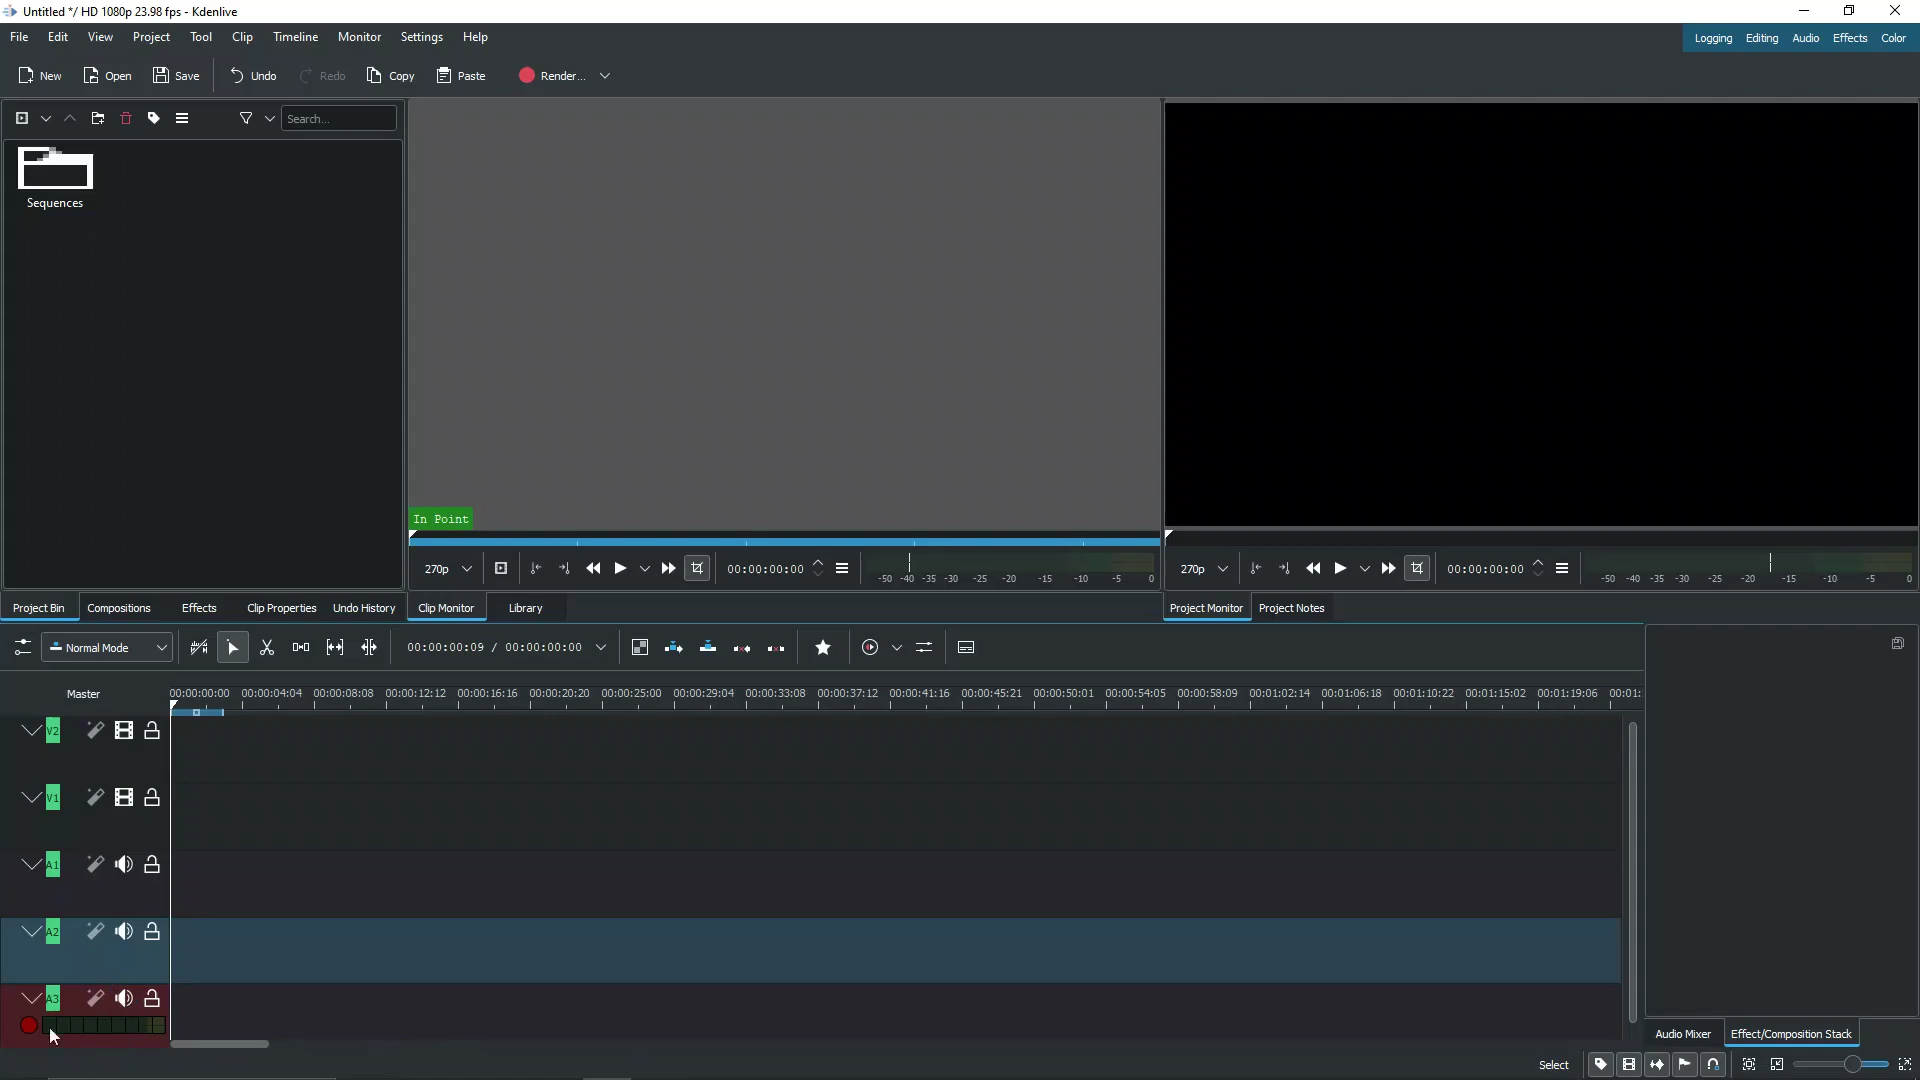 Untitled */ HD 1080p 23.98 fps - Kdenlive
File Edit View Project Tool Clip Timeline Monitor Settings Help
Logging Editing Audio Effects Color
New Open Save Undo Redo Copy Paste Render...
Search...
Sequences
In Point
270p 00:00:00:00 -50 -40 -35 -30 -25 -20 -15 -10 -5 0
270p 00:00:00:00 -50 -40 -35 -30 -25 -20 -15 -10 -5 0
Project Bin Compositions Effects Clip Properties Undo History Clip Monitor Library Project Monitor Project Notes
Normal Mode 00:00:00:09 / 00:00:00:00
Master 00:00:00:00 00:00:04:04 00:00:08:08 00:00:12:12 00:00:16:16 00:00:20:20 00:00:25:00 00:00:29:04 00:00:33:08 00:00:37:12 00:00:41:16 00:00:45:21 00:00:50:01 00:00:54:05 00:00:58:09 00:01:02:14 00:01:06:18 00:01:10:22 00:01:15:02 00:01:19:06 00:01:
V2
V1
A1
A2
A3
Audio Mixer Effect/Composition Stack
Select